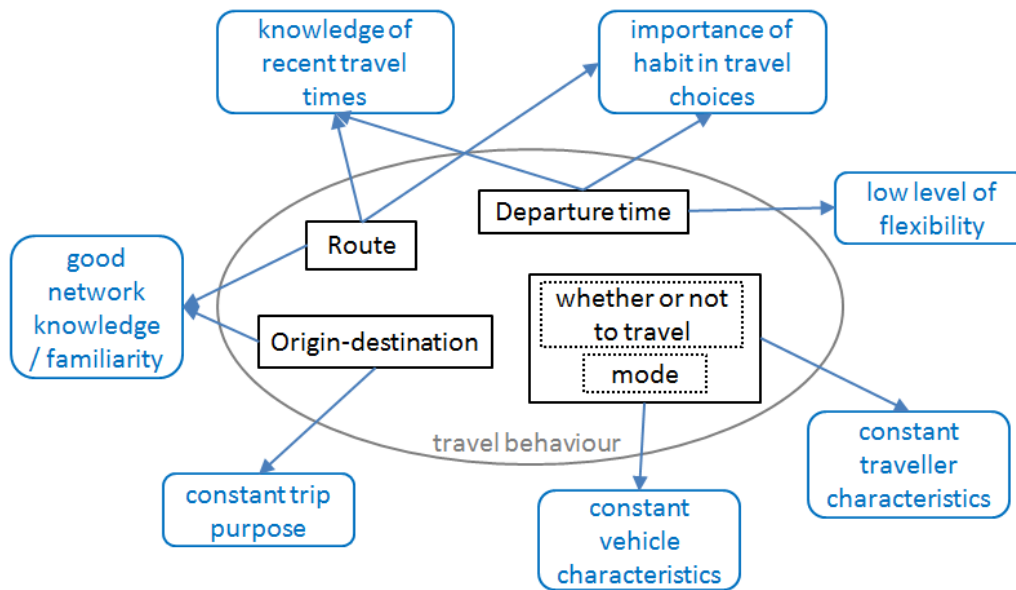 knowledge of
recent travel
times
importance of
habit in travel
choices
Departure time
low level of
flexibility
Route
good
network
knowledge
/ familiarity
whether or not
to travel
mode
Origin-destination
travel behaviour
constant trip
purpose
constant
vehicle
characteristics
constant
traveller
characteristics